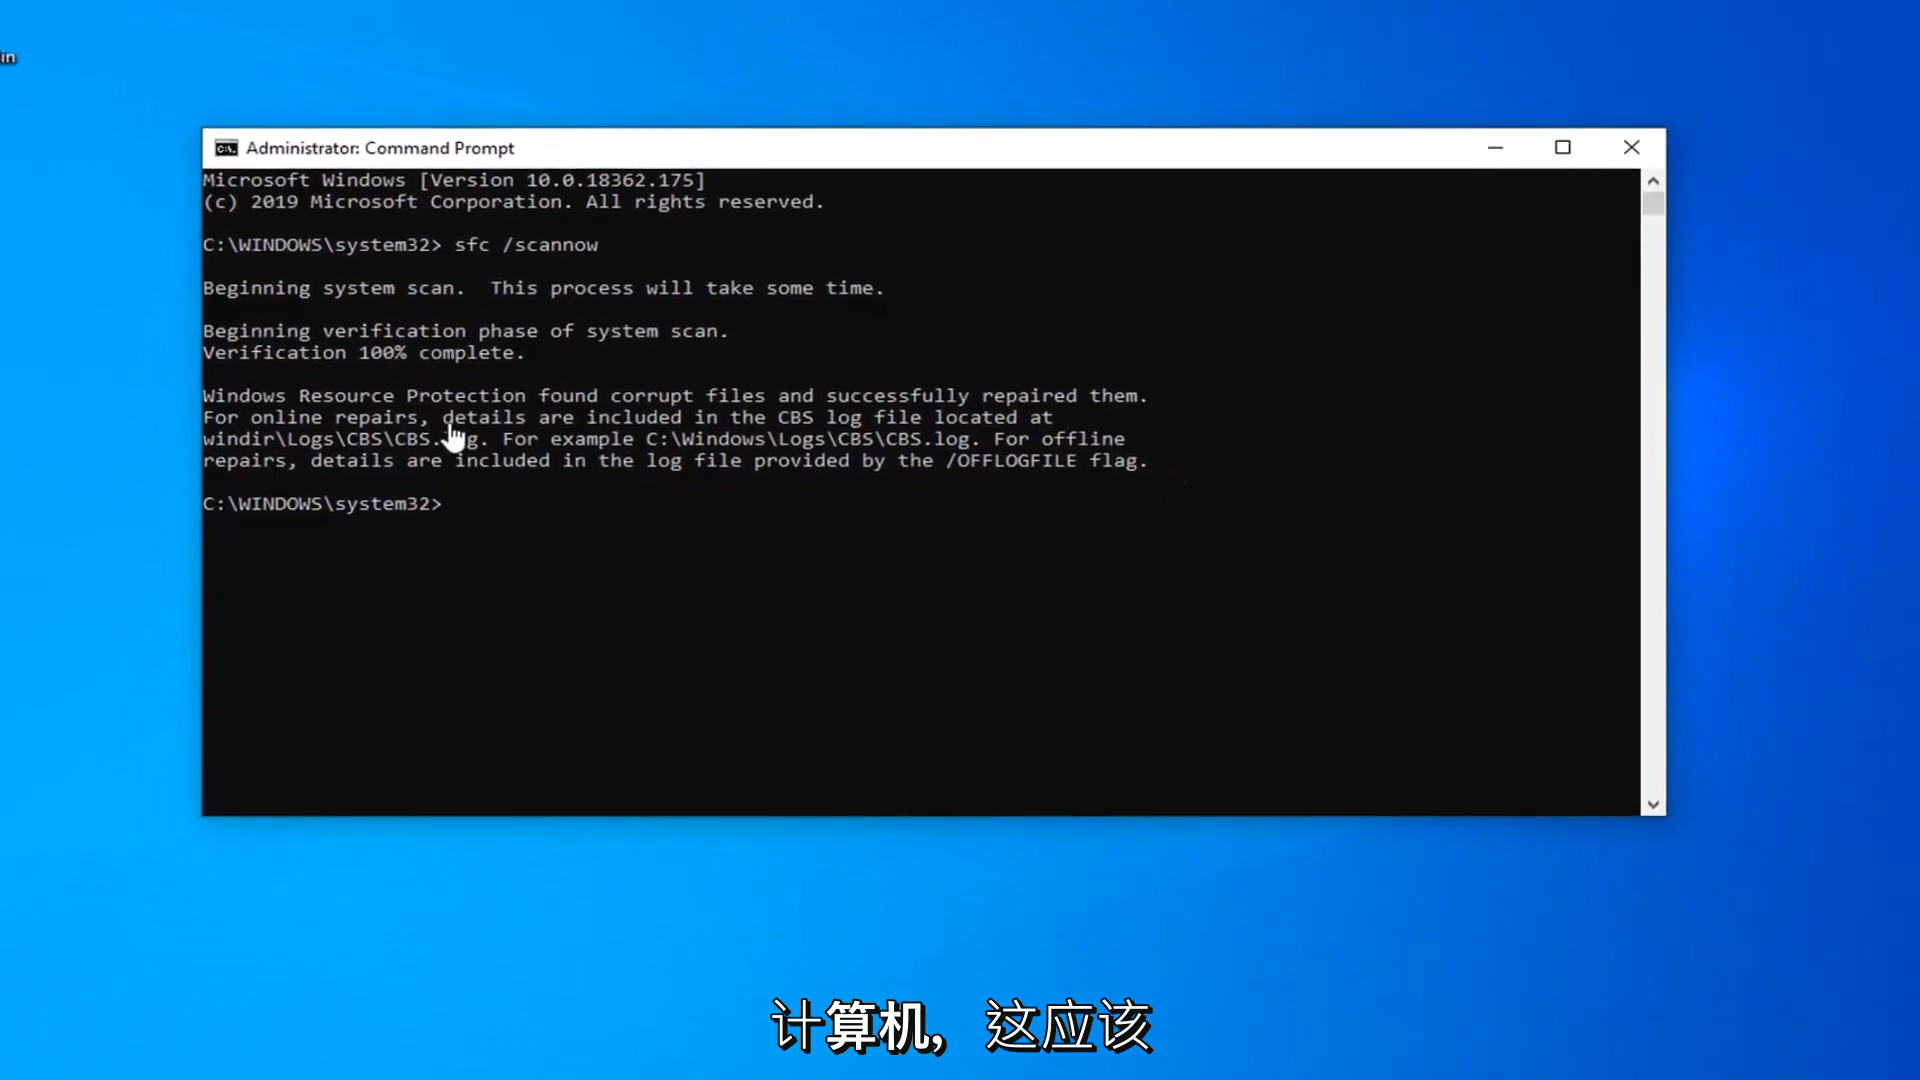 in
Administrator: Command Prompt
Microsoft Windows [Version 10.0.18362.175]
(c) 2019 Microsoft Corporation. All rights reserved.
C:\WINDOWS\system32> sfc /scannow
Beginning system scan.  This process will take some time.
Beginning verification phase of system scan.
Verification 100% complete.
Windows Resource Protection found corrupt files and successfully repaired them.
For online repairs, details are included in the CBS log file located at
windir\Logs\CBS\CBS.log. For example C:\Windows\Logs\CBS\CBS.log. For offline
repairs, details are included in the log file provided by the /OFFLOGFILE flag.
C:\WINDOWS\system32>
计算机，这应该